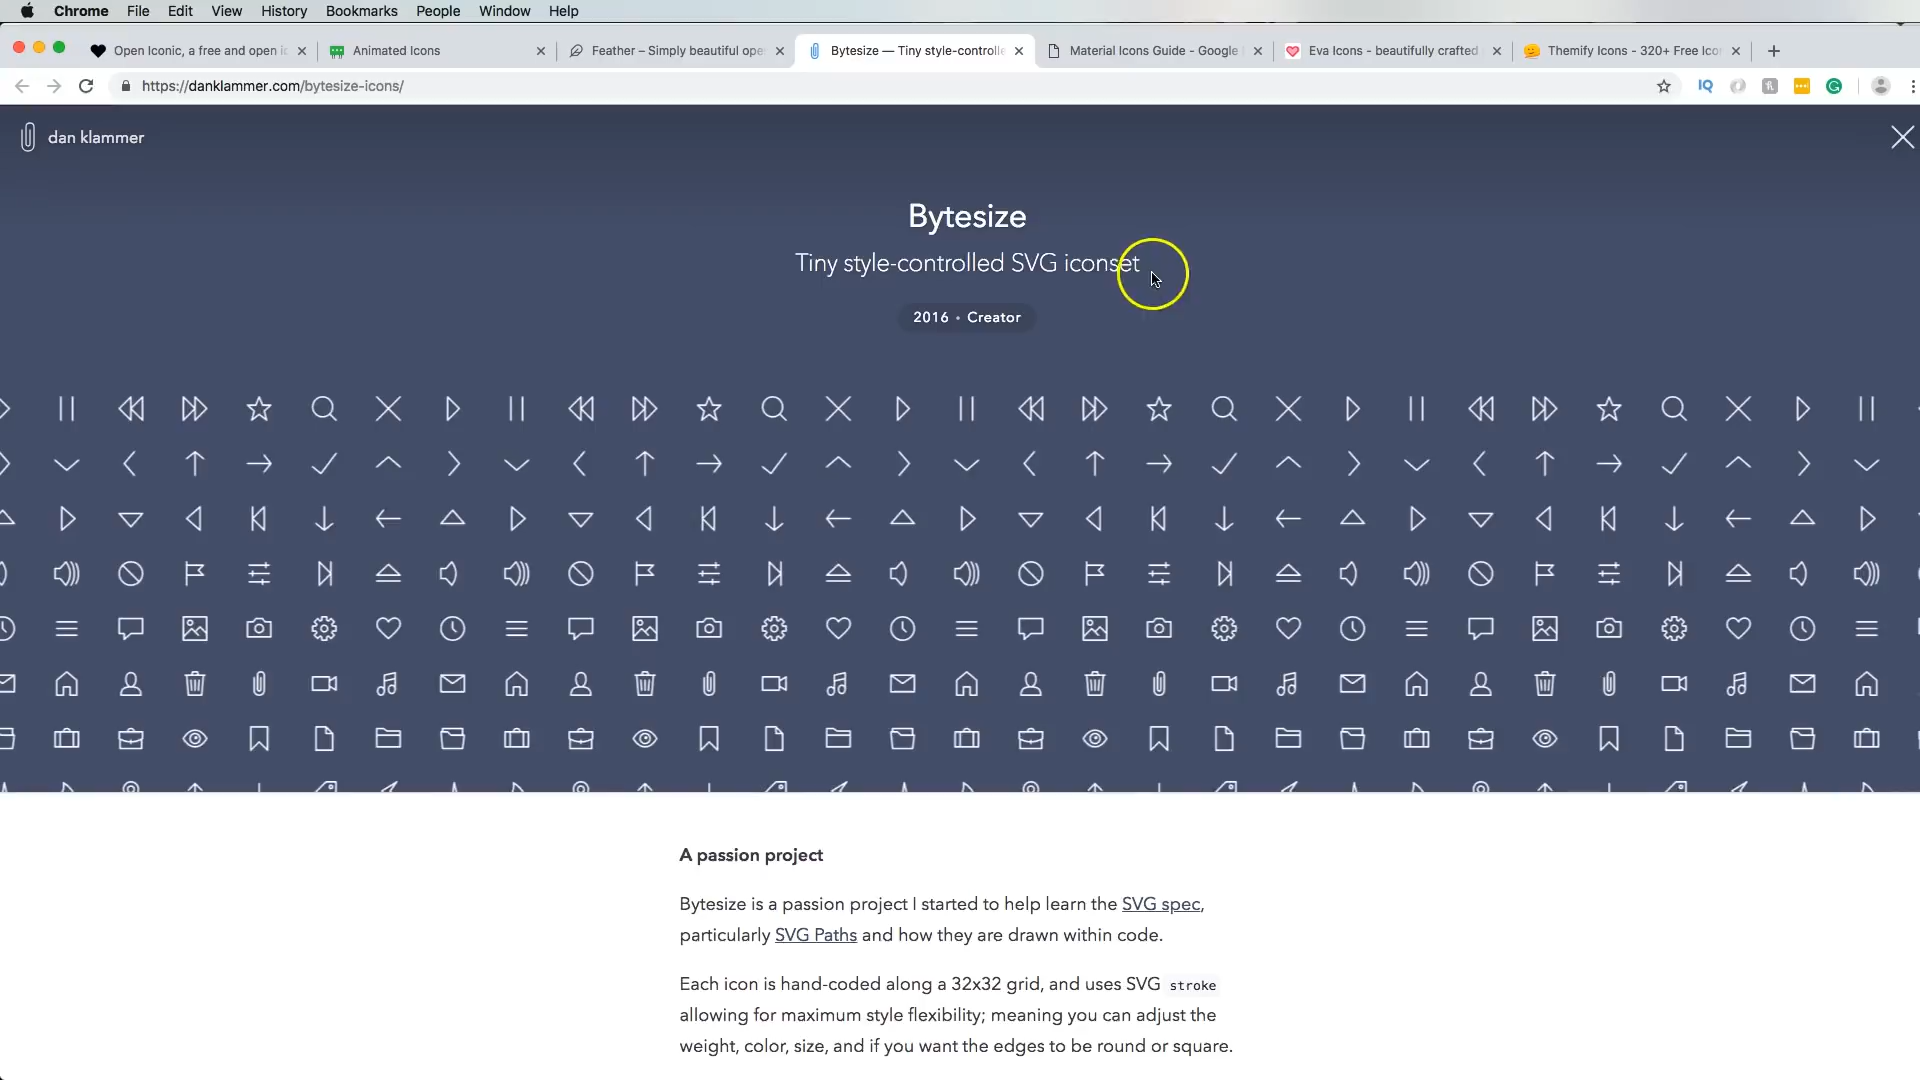 Chrome File Edit View History Bookmarks People Window Help
Open Iconic, a free and open ic
Animated Icons
Feather – Simply beautiful ope
Bytesize — Tiny style-controlle
Material Icons Guide - Google
Eva Icons - beautifully crafted
Themify Icons - 320+ Free Ico
https://danklammer.com/bytesize-icons/
IQ
dan klammer
Bytesize
Tiny style-controlled SVG iconset
2016 • Creator
A passion project
Bytesize is a passion project I started to help learn the SVG spec,
particularly SVG Paths and how they are drawn within code.
Each icon is hand-coded along a 32x32 grid, and uses SVG stroke
allowing for maximum style flexibility; meaning you can adjust the
weight, color, size, and if you want the edges to be round or square.